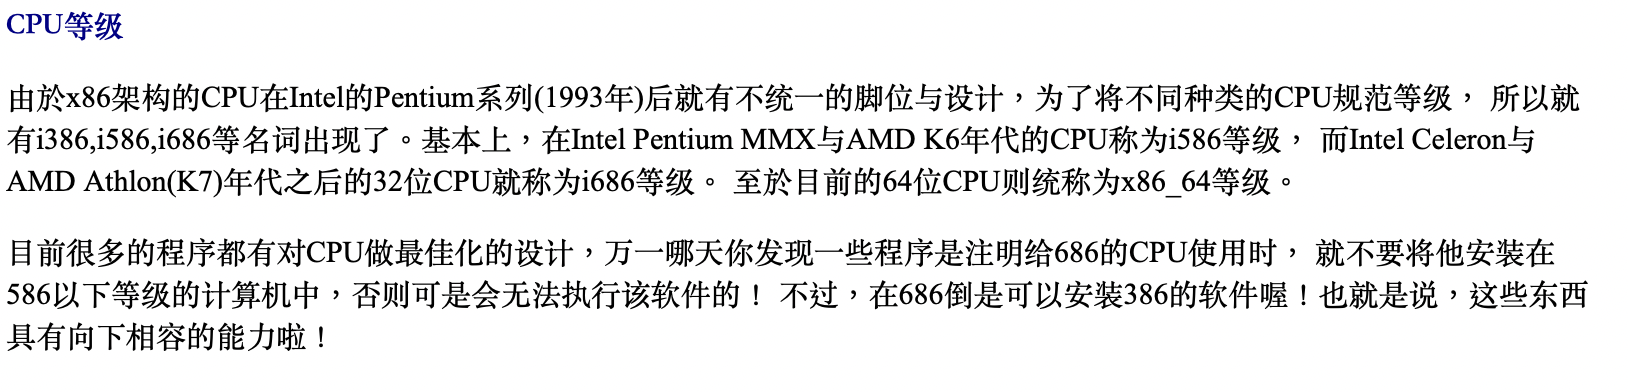 CPU等级
由於x86架构的CPU在Intel的Pentium系列(1993年)后就有不统一的脚位与设计，为了将不同种类的CPU规范等级， 所以就
有i386,i586,i686等名词出现了。基本上，在Intel Pentium MMX与AMD K6年代的CPU称为i586等级， 而Intel Celeron与
AMD Athlon(K7)年代之后的32位CPU就称为i686等级。 至於目前的64位CPU则统称为x86_64等级。
目前很多的程序都有对CPU做最佳化的设计，万一哪天你发现一些程序是注明给686的CPU使用时， 就不要将他安装在
586以下等级的计算机中，否则可是会无法执行该软件的！ 不过，在686倒是可以安装386的软件喔！也就是说，这些东西
具有向下相容的能力啦！